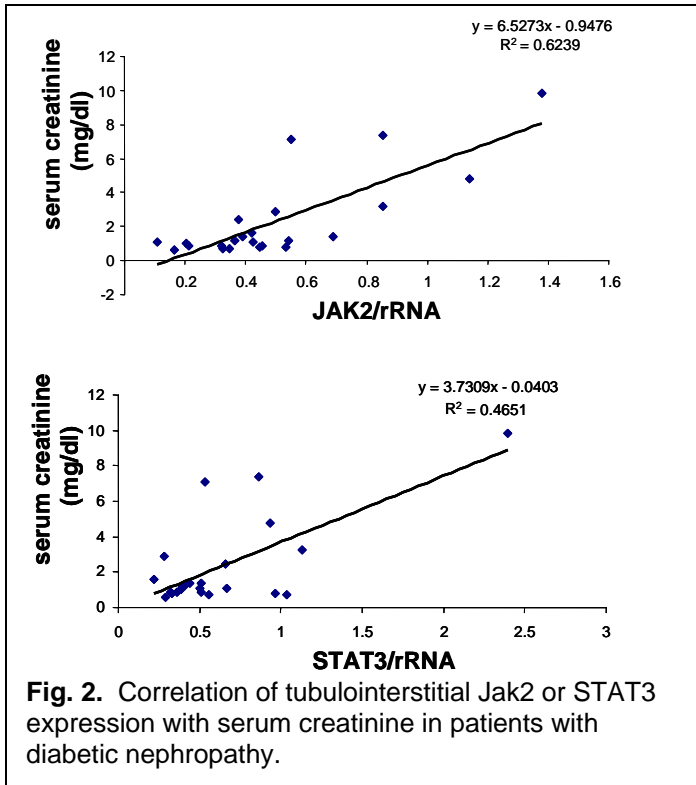 y = 6.5273x - 0.9476
R² = 0.6239
serum creatinine
(mg/dl)
12
10
8
6
4
2
0
-2
0.2 0.4 0.6 0.8 1 1.2 1.4 1.6
JAK2/rRNA
y = 3.7309x - 0.0403
R² = 0.4651
serum creatinine
(mg/dl)
12
10
8
6
4
2
0
0 0.5 1 1.5 2 2.5 3
STAT3/rRNA
Fig. 2. Correlation of tubulointerstitial Jak2 or STAT3
expression with serum creatinine in patients with
diabetic nephropathy.